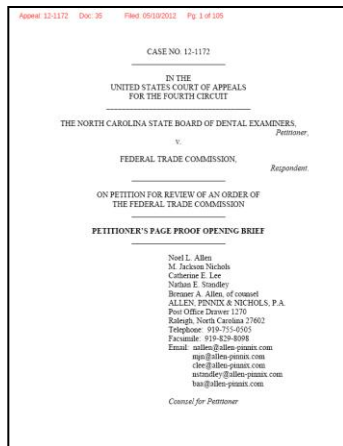 Appeal: 12-1172 Doc: 35 Filed: 05/10/2012 Pg: 1 of 105
CASE NO. 12-1172
IN THE
UNITED STATES COURT OF APPEALS
FOR THE FOURTH CIRCUIT
THE NORTH CAROLINA STATE BOARD OF DENTAL EXAMINERS,
Petitioner,
v.
FEDERAL TRADE COMMISSION,
Respondent.
ON PETITION FOR REVIEW OF AN ORDER OF
THE FEDERAL TRADE COMMISSION
PETITIONER'S PAGE PROOF OPENING BRIEF
Noel L. Allen
M. Jackson Nichols
Catherine E. Lee
Nathan E. Standley
Brenner A. Allen, of counsel
ALLEN, PINNIX & NICHOLS, P.A.
Post Office Drawer 1270
Raleigh, North Carolina 27602
Telephone: 919-755-0505
Facsimile: 919-829-8098
Email: nallen@allen-pinnix.com
mjn@allen-pinnix.com
clee@allen-pinnix.com
nstandley@allen-pinnix.com
baa@allen-pinnix.com
Counsel for Petitioner